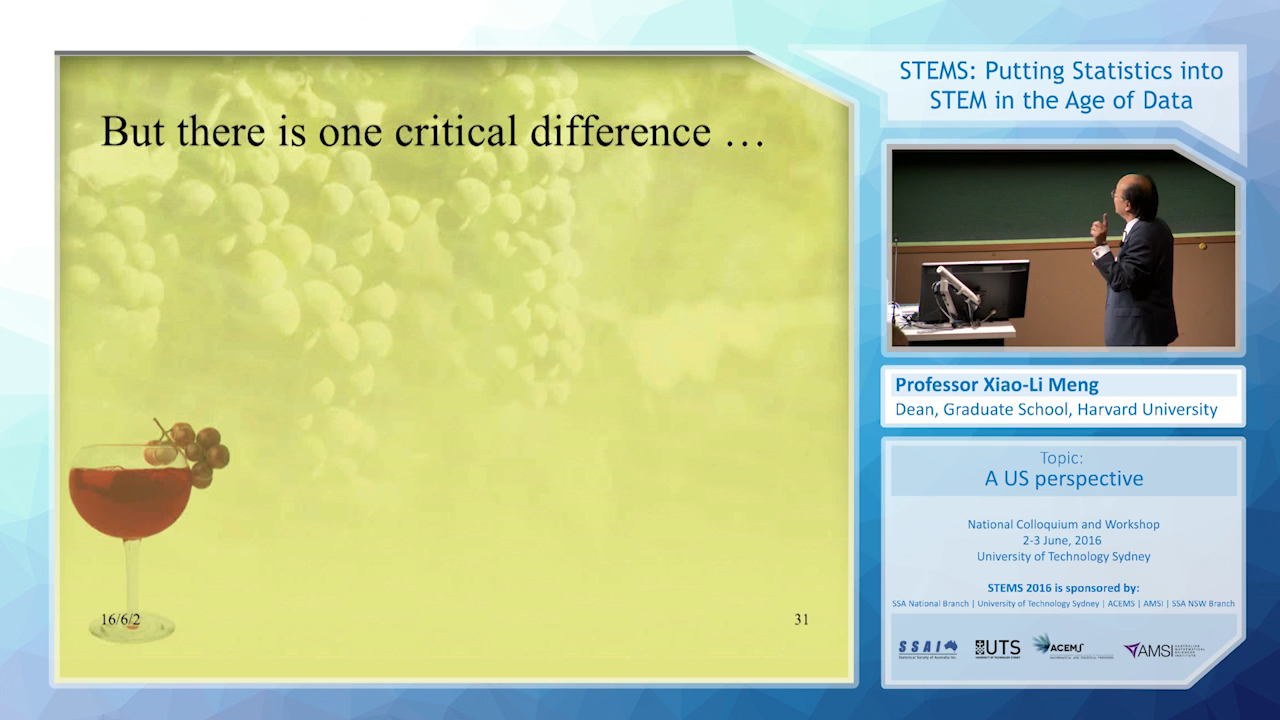 But there is one critical difference …
16/6/2
31
STEMS: Putting Statistics into
STEM in the Age of Data
Professor Xiao-Li Meng
Dean, Graduate School, Harvard University
Topic:
A US perspective
National Colloquium and Workshop
2-3 June, 2016
University of Technology Sydney
STEMS 2016 is sponsored by:
SSA National Branch | University of Technology Sydney | ACEMS | AMSI | SSA NSW Branch
SSAI
UTS
ACEMS
AMSI